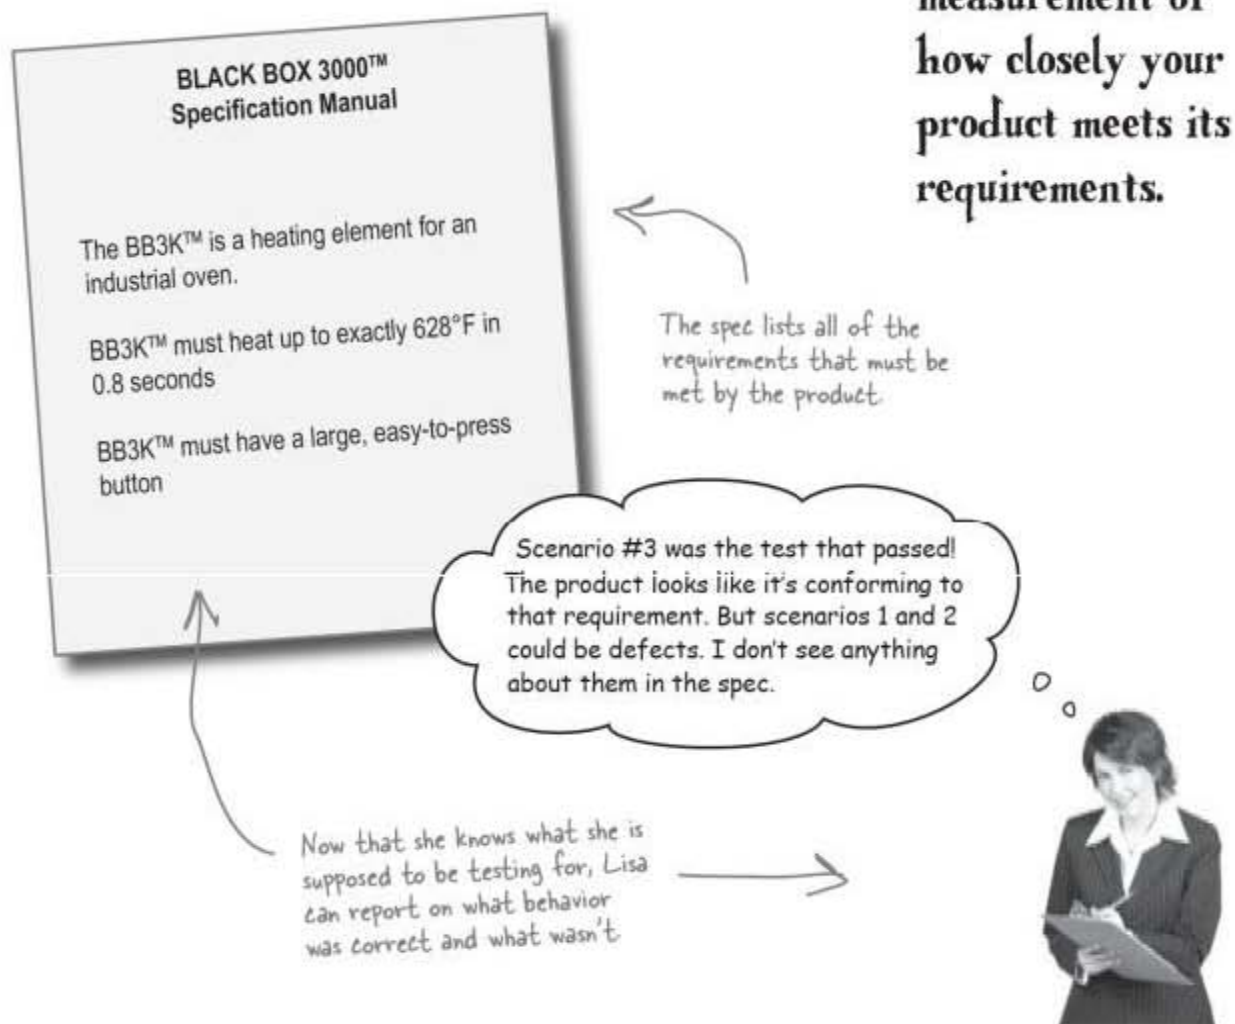 BLACK BOX 3000™
Specification Manual
The BB3K™ is a heating element for an
industrial oven.
BB3K™ must heat up to exactly 628°F in
0.8 seconds
BB3K™ must have a large, easy-to-press
button
measurement of
how closely your
product meets its
requirements.
The spec lists all of the
requirements that must be
met by the product.
Scenario #3 was the test that passed!
The product looks like it's conforming to
that requirement. But scenarios 1 and 2
could be defects. I don't see anything
about them in the spec.
Now that she knows what she is
supposed to be testing for, Lisa
can report on what behavior
was correct and what wasn't